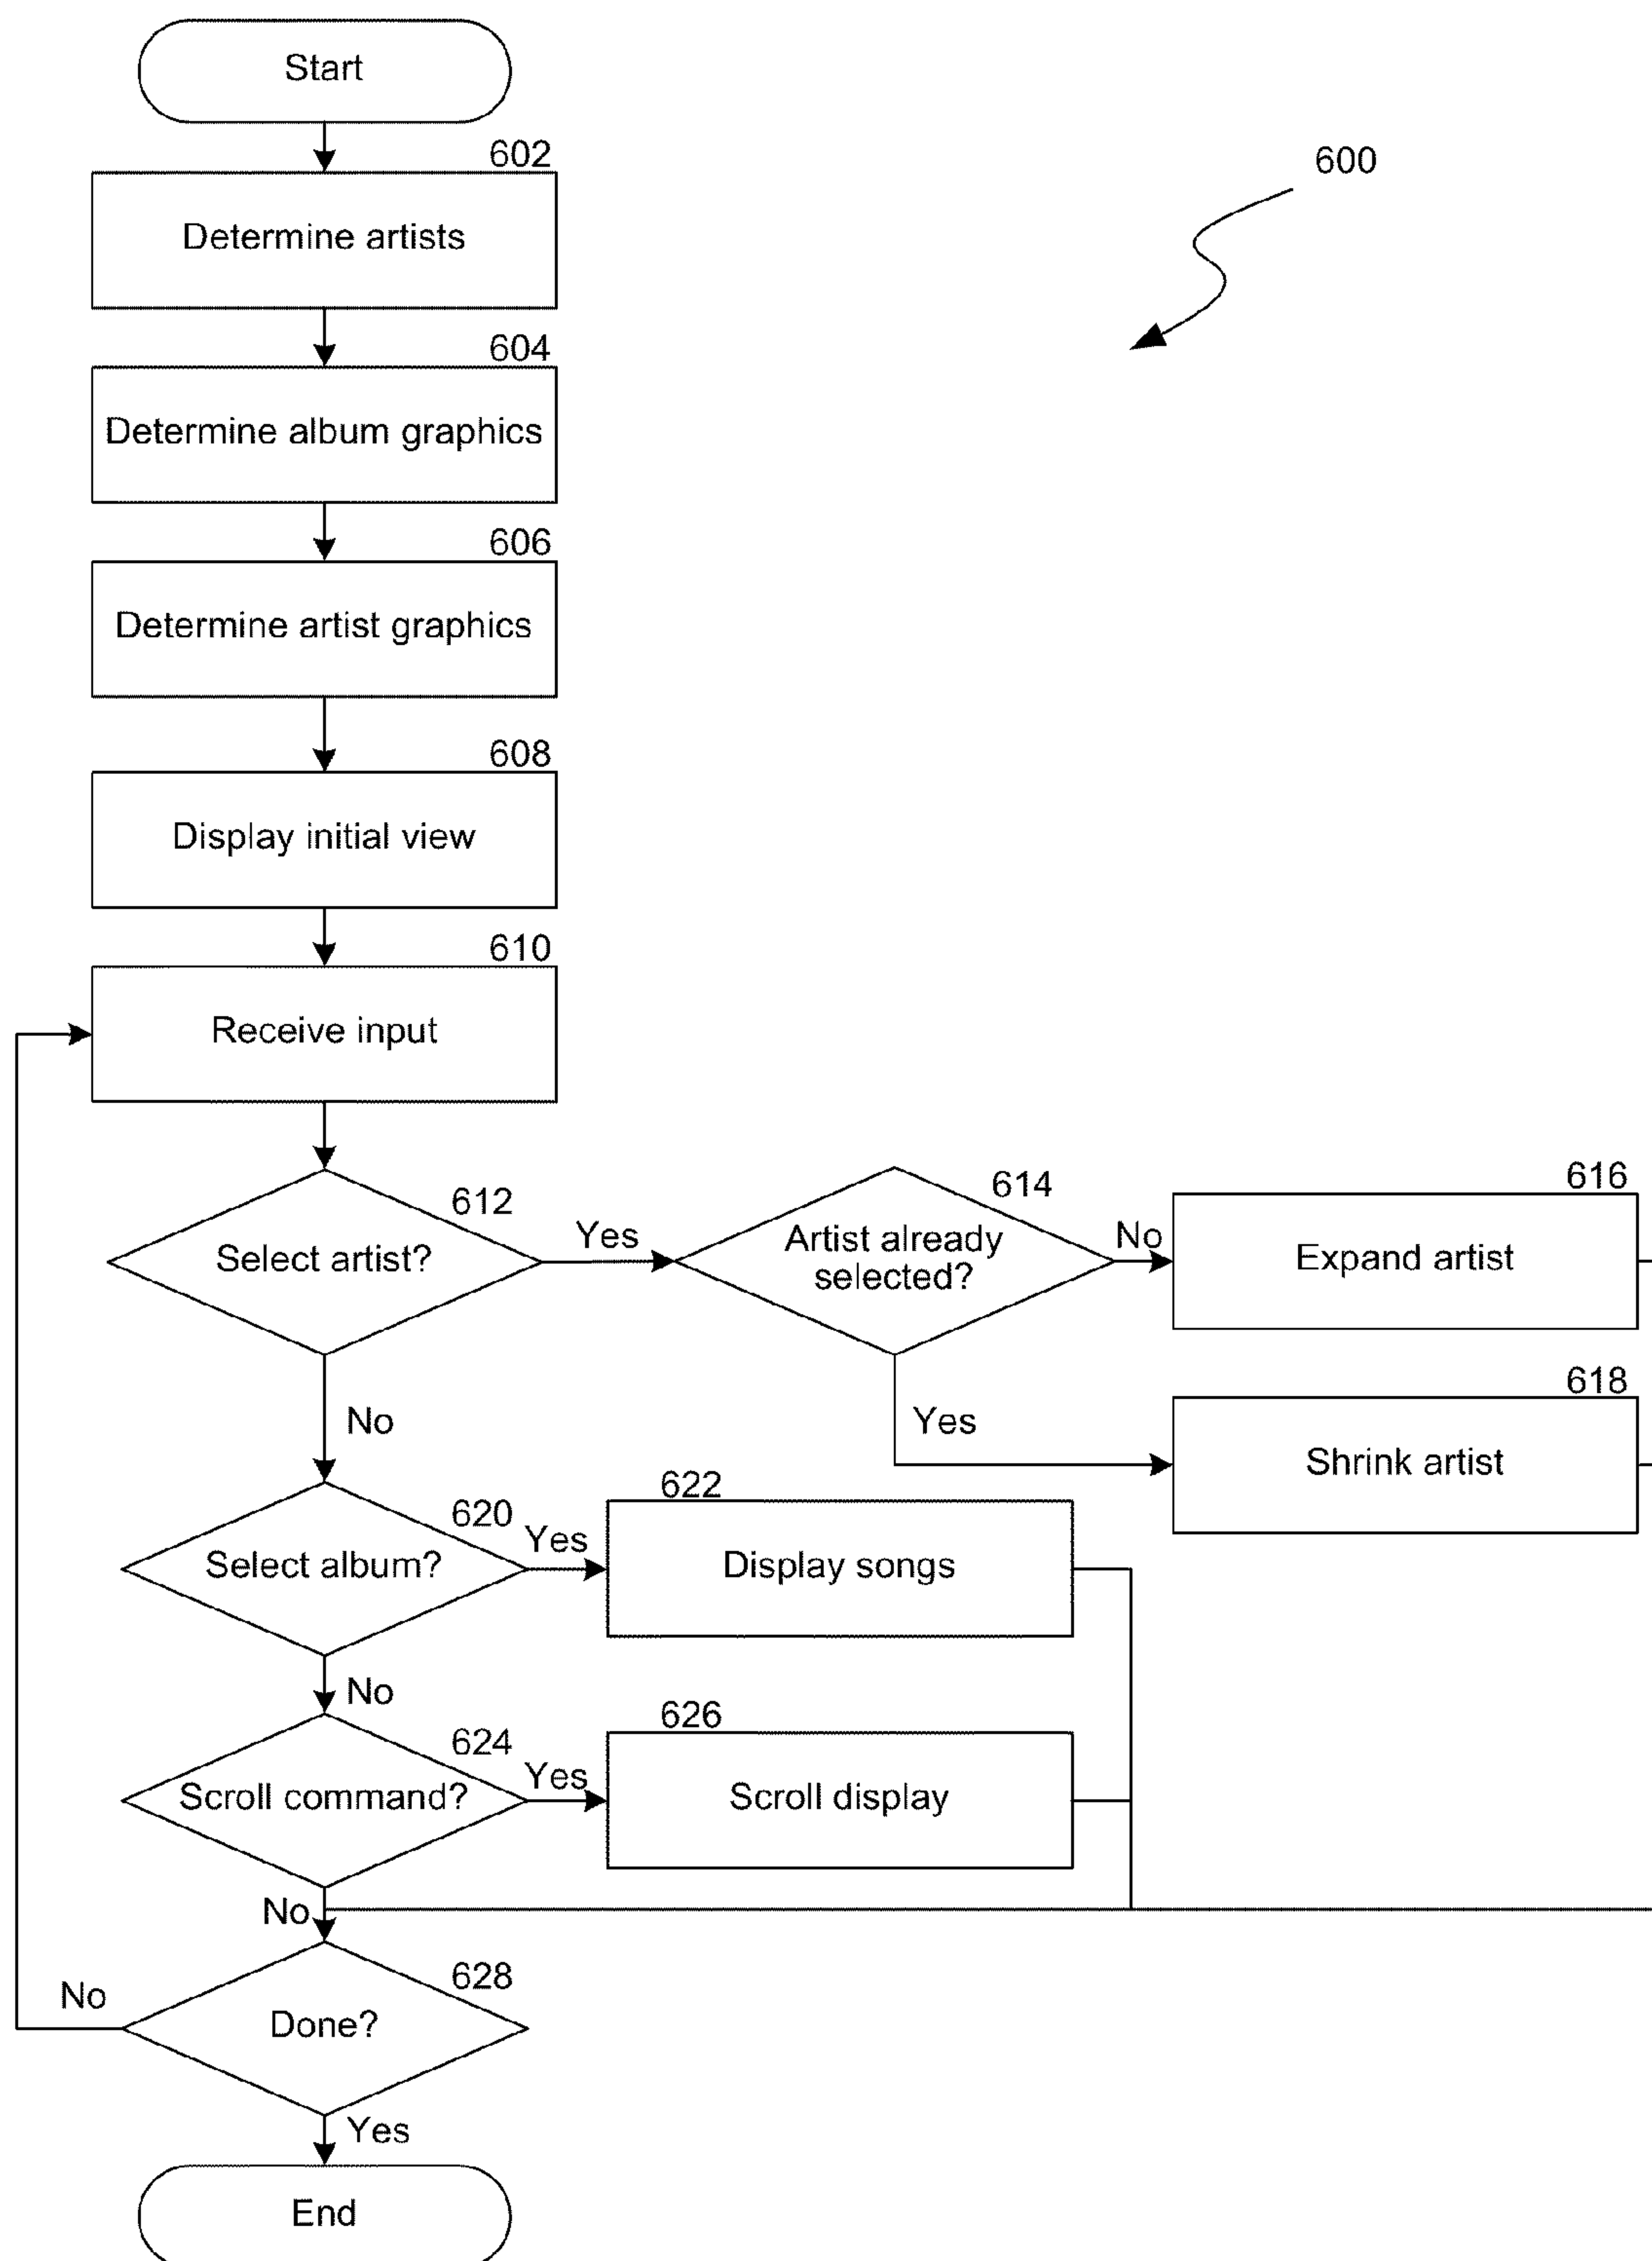 Start
602
Determine artists
600
604
Determine album graphics
606
Determine artist graphics
608
Display initial view
610
Receive input
612
Select artist?
Yes
614
Artist already
selected?
No
616
Expand artist
618
Shrink artist
Yes
No
620
Select album?
Yes
622
Display songs
No
624
Scroll command?
Yes
626
Scroll display
No
628
Done?
No
Yes
End